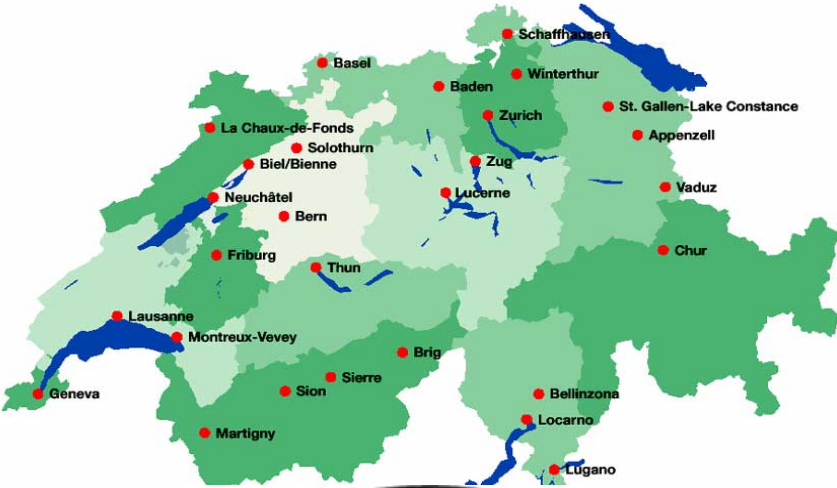 Schaffhausen
Basel
Winterthur
Baden
St. Gallen-Lake Constance
Zurich
La Chaux-de-Fonds
Appenzell
Solothurn
Biel/Bienne
Zug
Vaduz
Lucerne
Neuchâtel
Bern
Chur
Friburg
Thun
Lausanne
Montreux-Vevey
Brig
Sierre
Sion
Geneva
Bellinzona
Locarno
Martigny
Lugano